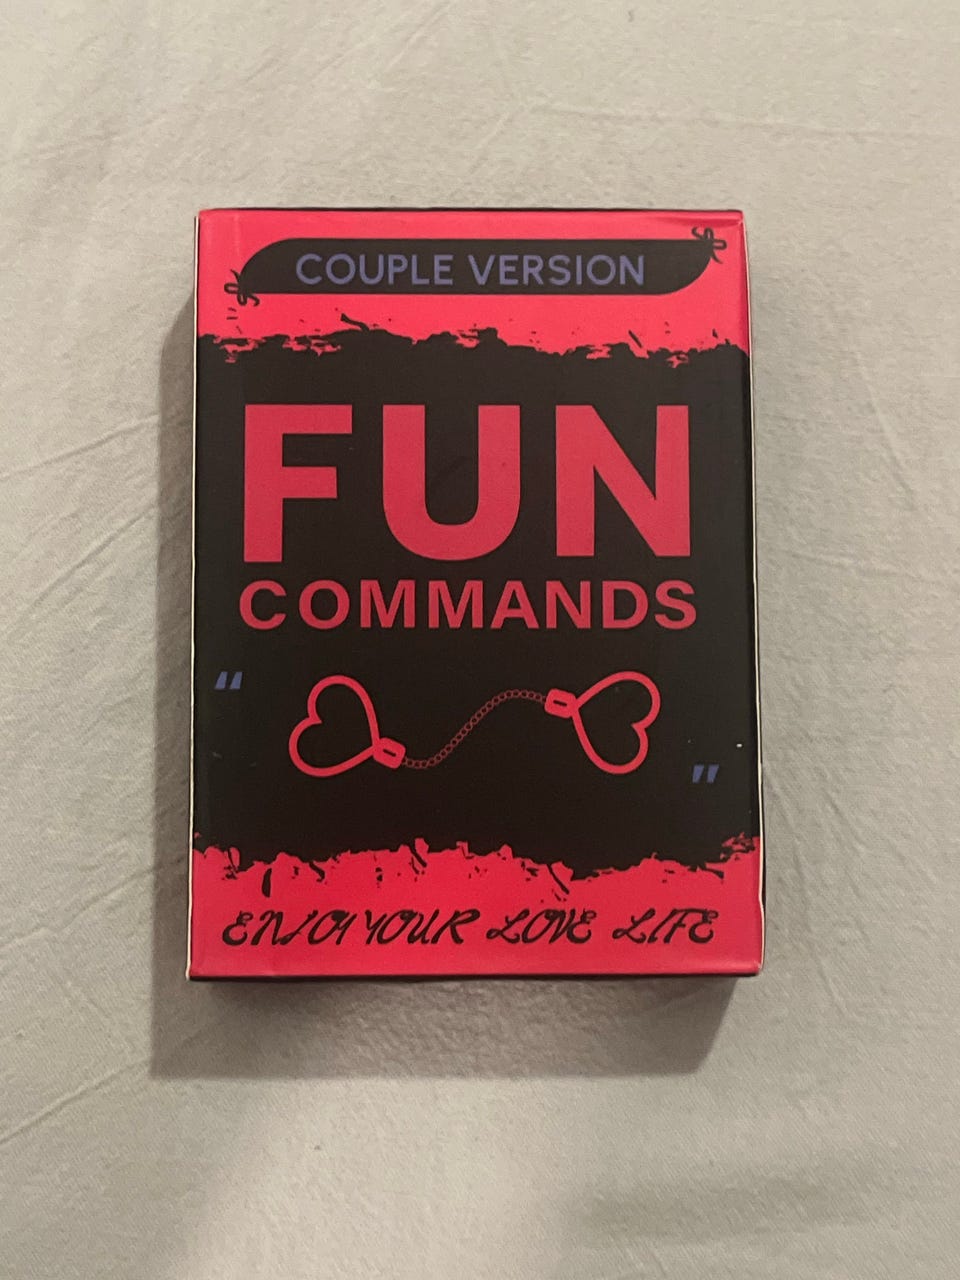 COUPLE VERSION
FUN
COMMANDS
"
"
ENJOY YOUR LOVE LIFE